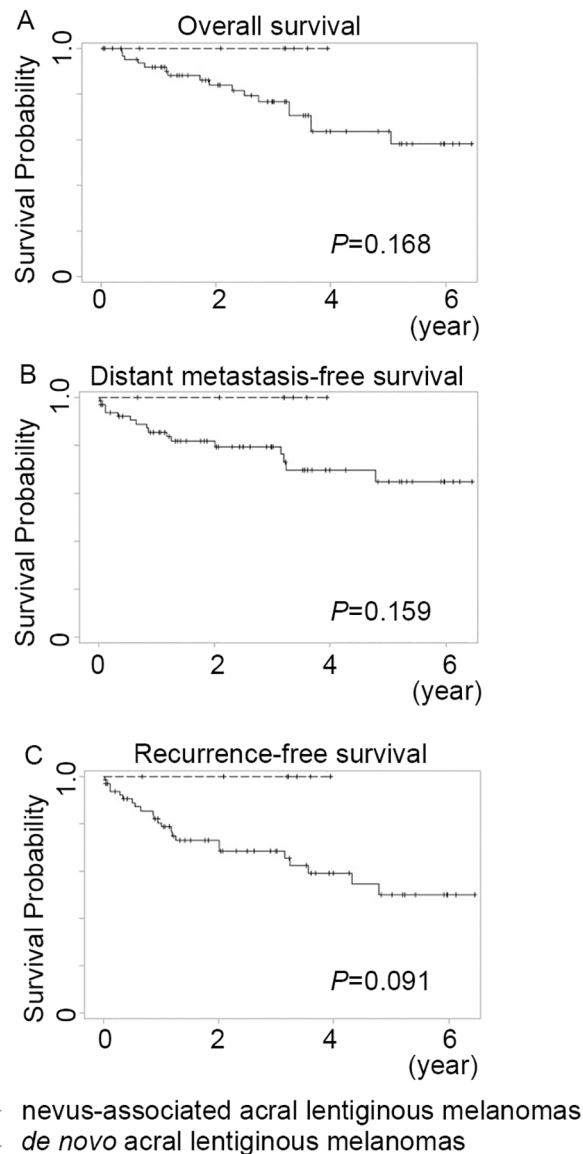 A
Overall survival
1.0
Survival Probability
0
P=0.168
0 2 4 6
(year)
B
Distant metastasis-free survival
1.0
Survival Probability
0
P=0.159
0 2 4 6
(year)
C
Recurrence-free survival
1.0
Survival Probability
0
P=0.091
0 2 4 6
(year)
nevus-associated acral lentiginous melanomas
de novo acral lentiginous melanomas